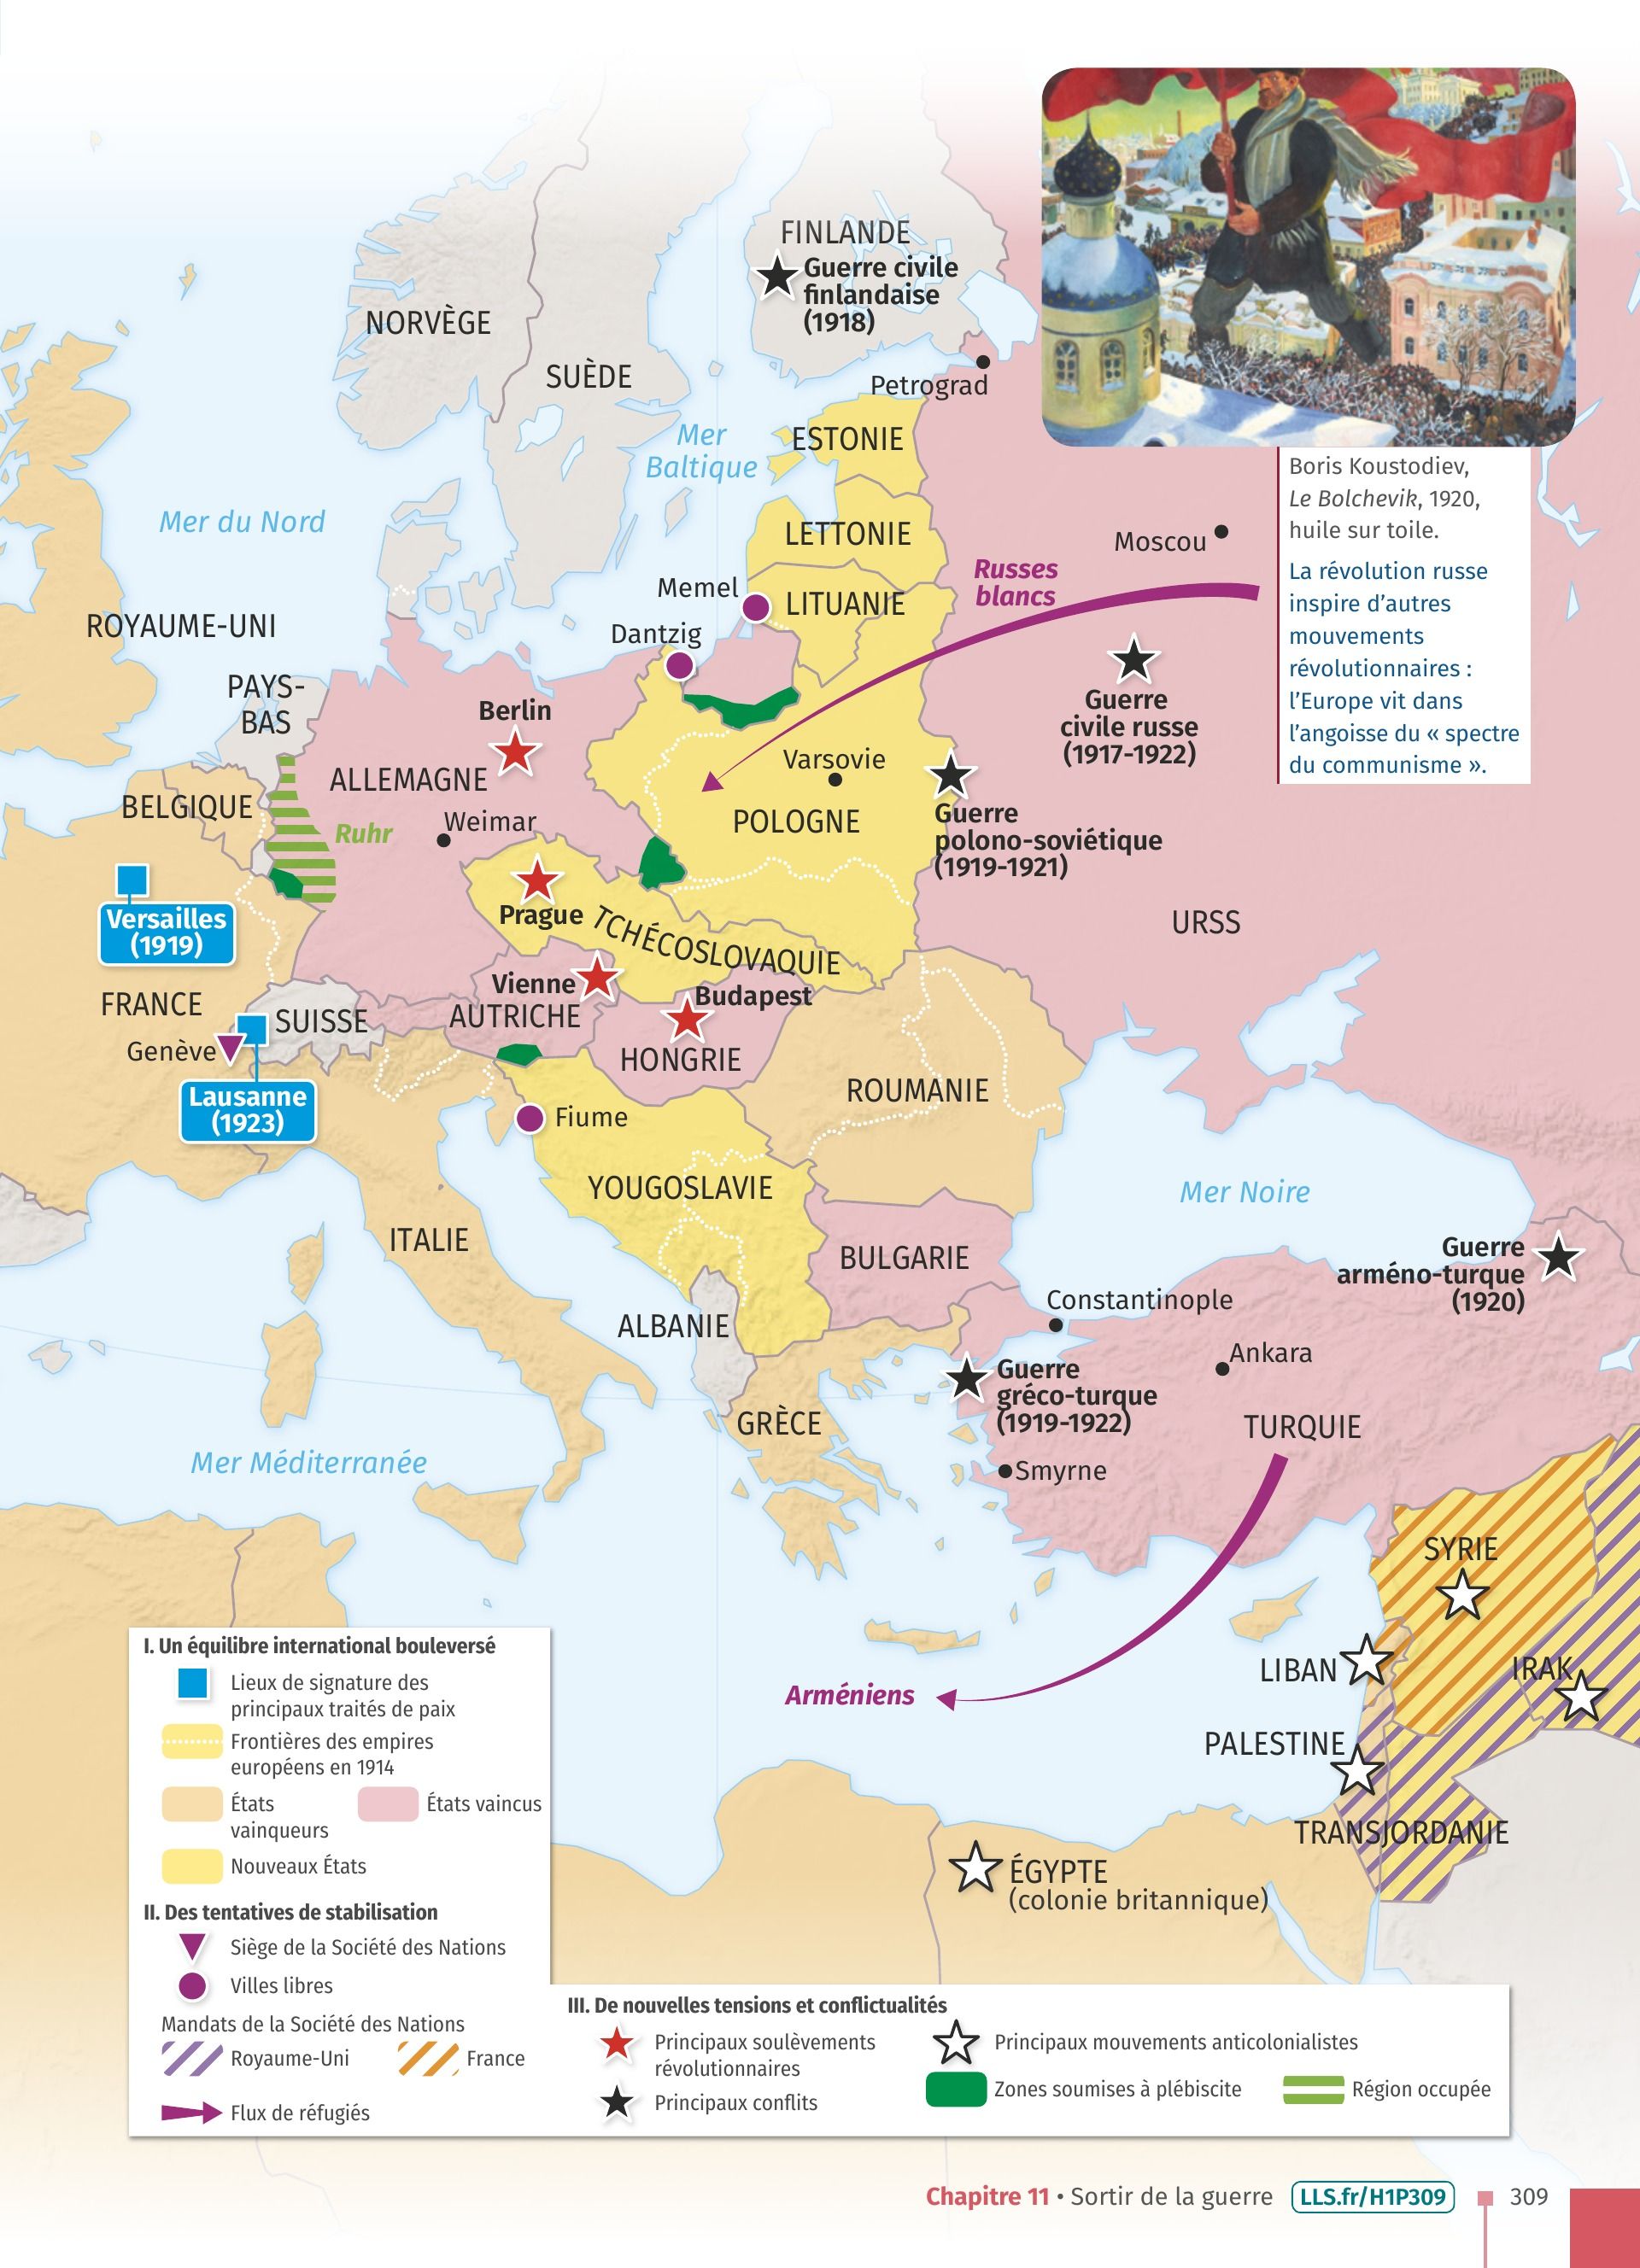 FINLANDE
Guerre civile
finlandaise
(1918)
NORVÈGE
SUÈDE
Petrograd
Mer
Baltique
ESTONIE
Boris Koustodiev,
Le Bolchevik, 1920,
huile sur toile.
La révolution russe
inspire d’autres
mouvements
révolutionnaires :
l’Europe vit dans
l’angoisse du « spectre
du communisme ».
Mer du Nord
LETTONIE
Moscou
Russes
blancs
Memel
LITUANIE
ROYAUME-UNI
Dantzig
PAYS-
BAS
Berlin
Guerre
civile russe
(1917-1922)
Varsovie
ALLEMAGNE
BELGIQUE
Ruhr
Weimar
POLOGNE
Guerre
polono-soviétique
(1919-1921)
Versailles
(1919)
Prague
TCHÉCOSLOVAQUIE
URSS
Vienne
Budapest
FRANCE
SUISSE
AUTRICHE
Genève
HONGRIE
Lausanne
(1923)
ROUMANIE
Fiume
YOUGOSLAVIE
Mer Noire
ITALIE
BULGARIE
Guerre
arméno-turque
(1920)
Constantinople
ALBANIE
Ankara
Guerre
gréco-turque
(1919-1922)
GRÈCE
TURQUIE
Mer Méditerranée
Smyrne
SYRIE
LIBAN
IRAK
Arméniens
PALESTINE
TRANSJORDANIE
ÉGYPTE
(colonie britannique)
I. Un équilibre international bouleversé
Lieux de signature des
principaux traités de paix
Frontières des empires
européens en 1914
États
vainqueurs
États vaincus
Nouveaux États
II. Des tentatives de stabilisation
Siège de la Société des Nations
Villes libres
Mandats de la Société des Nations
Royaume-Uni
France
Flux de réfugiés
III. De nouvelles tensions et conflictualités
Principaux soulèvements
révolutionnaires
Principaux conflits
Principaux mouvements anticolonialistes
Zones soumises à plébiscite
Région occupée
Chapitre 11 • Sortir de la guerre LLS.fr/H1P309 309